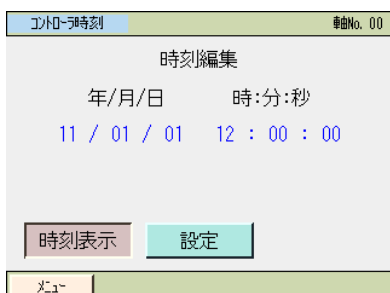 コントローラ時刻 軸No. 00
時刻編集
年/月/日 時:分:秒
11 / 01 / 01 12 : 00 : 00
時刻表示 設定
メニュー